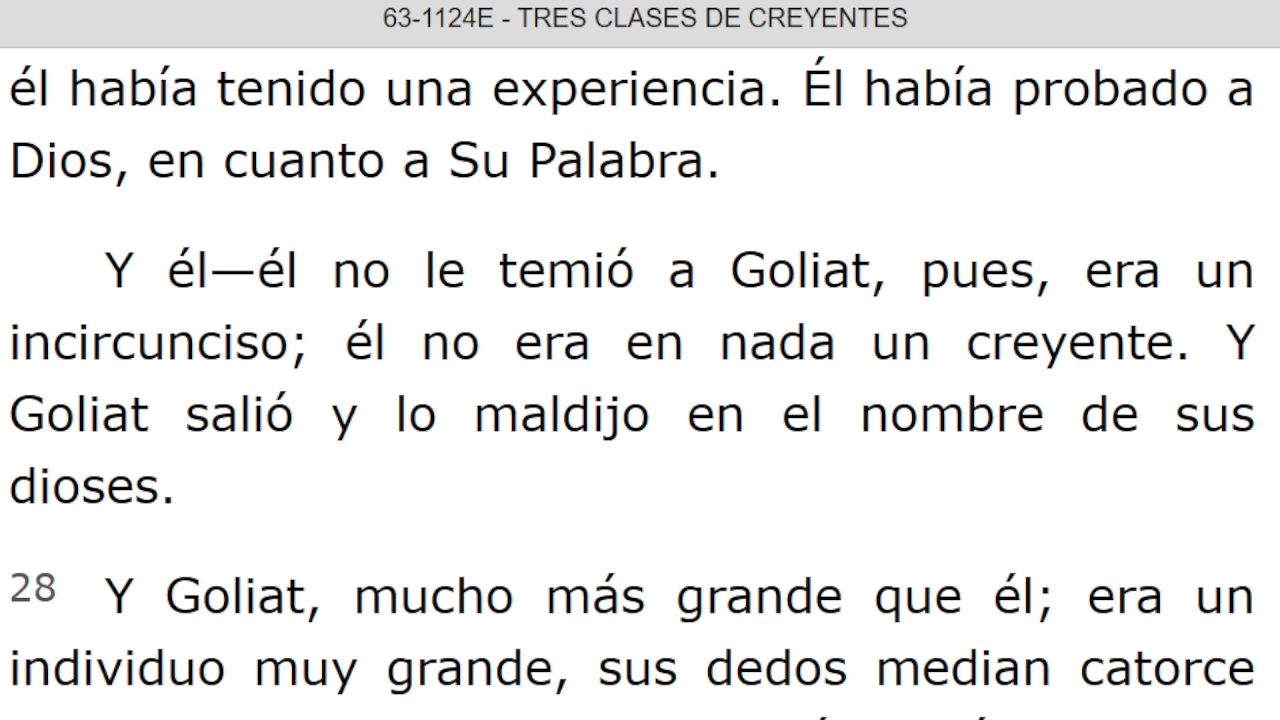 63-1124E - TRES CLASES DE CREYENTES
él había tenido una experiencia. Él había probado a
Dios, en cuanto a Su Palabra.
Y él—él no le temió a Goliat, pues, era un
incircunciso; él no era en nada un creyente. Y
Goliat salió y lo maldijo en el nombre de sus
dioses.
28 Y Goliat, mucho más grande que él; era un
individuo muy grande, sus dedos median catorce